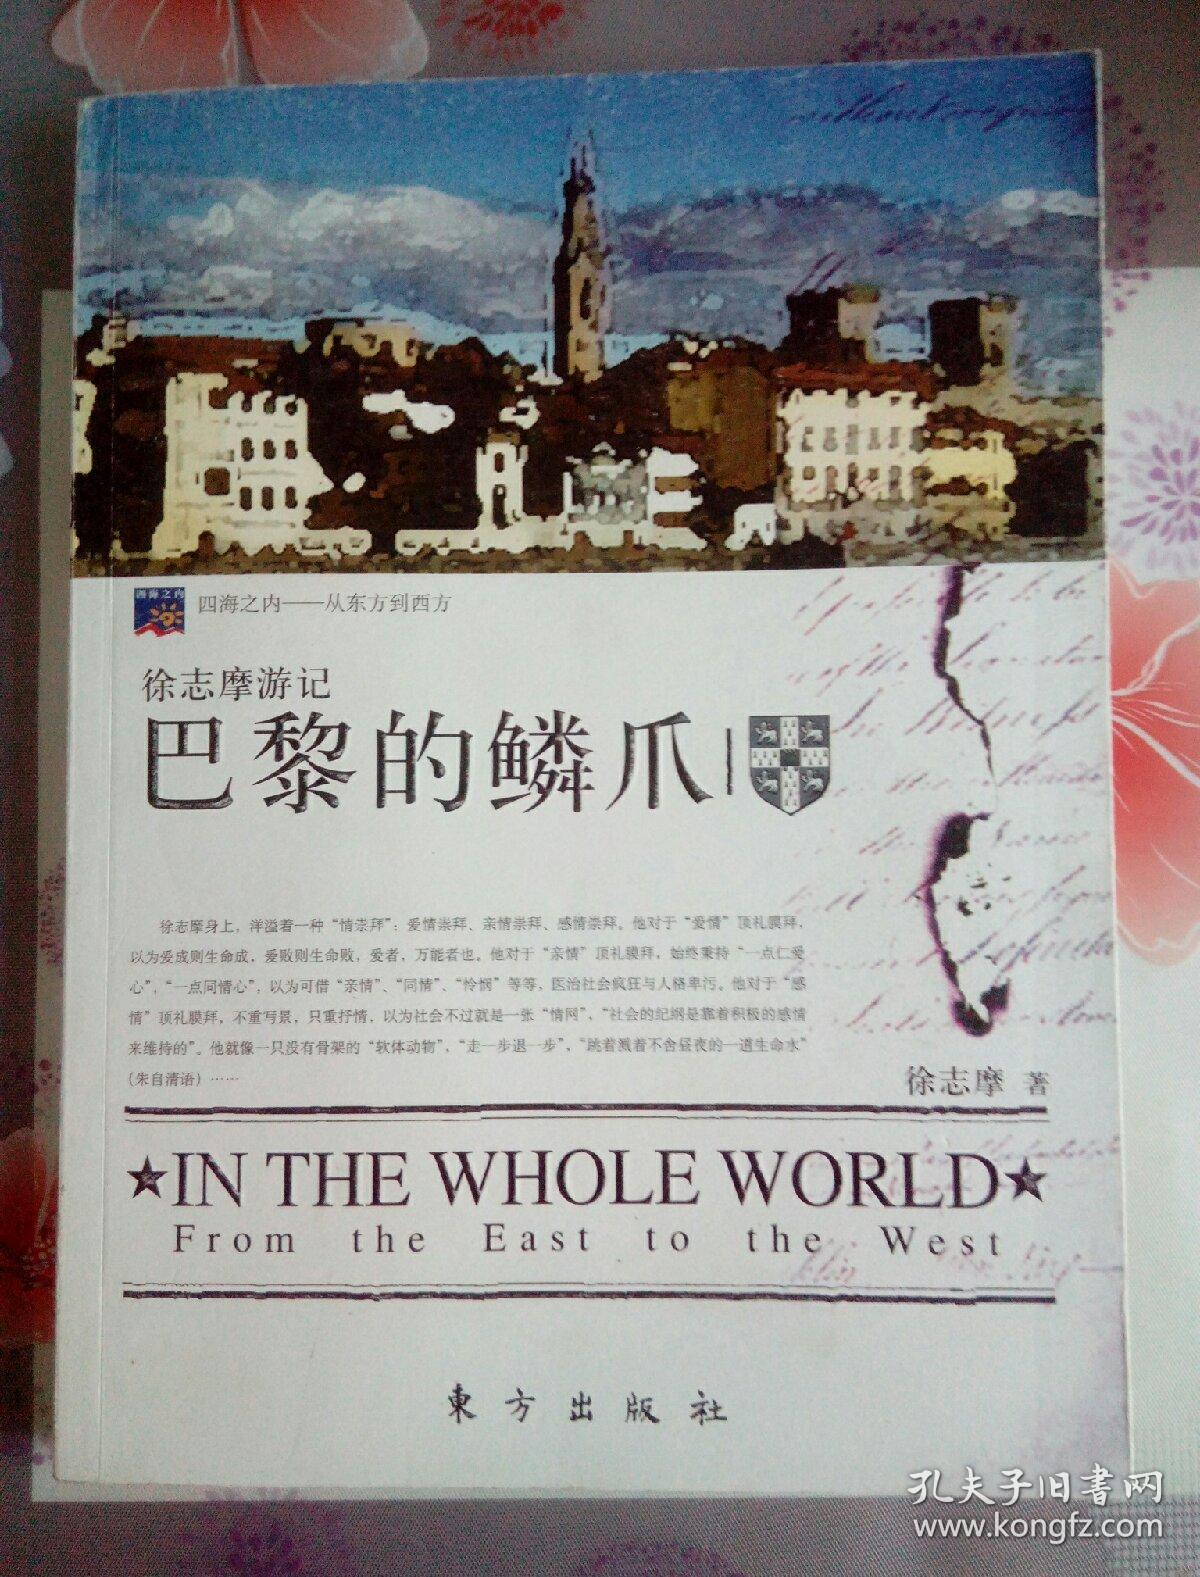 四海之内
四海之内——从东方到西方
徐志摩游记
巴黎的鳞爪
徐志摩身上，洋溢着一种“情崇拜”：爱情崇拜、亲情崇拜、感情崇拜。他对于“爱情”顶礼膜拜，
以为爱成则生命成，爱败则生命败，爱者，万能者也。他对于“亲情”顶礼膜拜，始终秉持“一点仁爱
心”，“一点同情心”，以为可借“亲情”、“同情”、“怜悯”等等，医治社会疯狂与人格卑污。他对于“感
情”顶礼膜拜，不重写景，只重抒情，以为社会不过就是一张“情网”，“社会的纪纲是靠着积极的感情
来维持的”。他就像一只没有骨架的“软体动物”，“走一步退一步”，“跳着溅着不舍昼夜的一道生命水”
（朱自清语）……
徐志摩 著
★IN THE WHOLE WORLD★
From the East to the West
東方出版社
孔夫子旧书网
www.kongfz.com